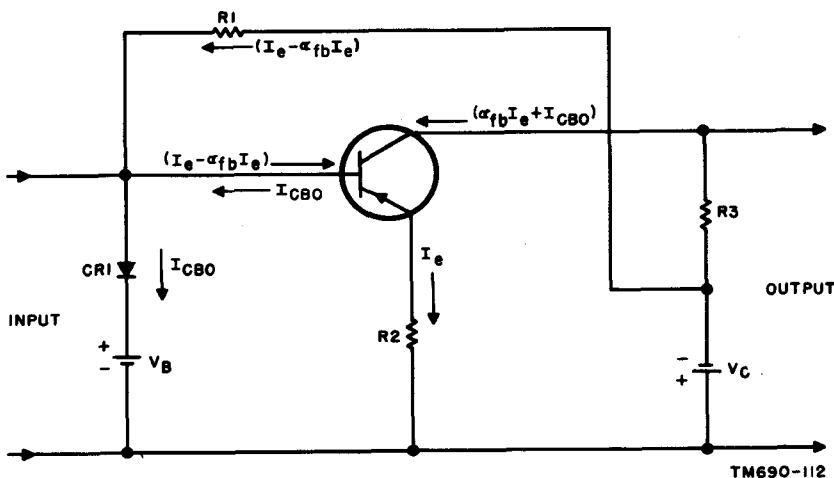 R1
(Ie-αfbIe)
(αfbIe+ICBO)
(Ie-αfbIe)
ICBO
R3
Ie
CR1
ICBO
INPUT
OUTPUT
R2
+
-
VB
-
+
VC
TM690-112